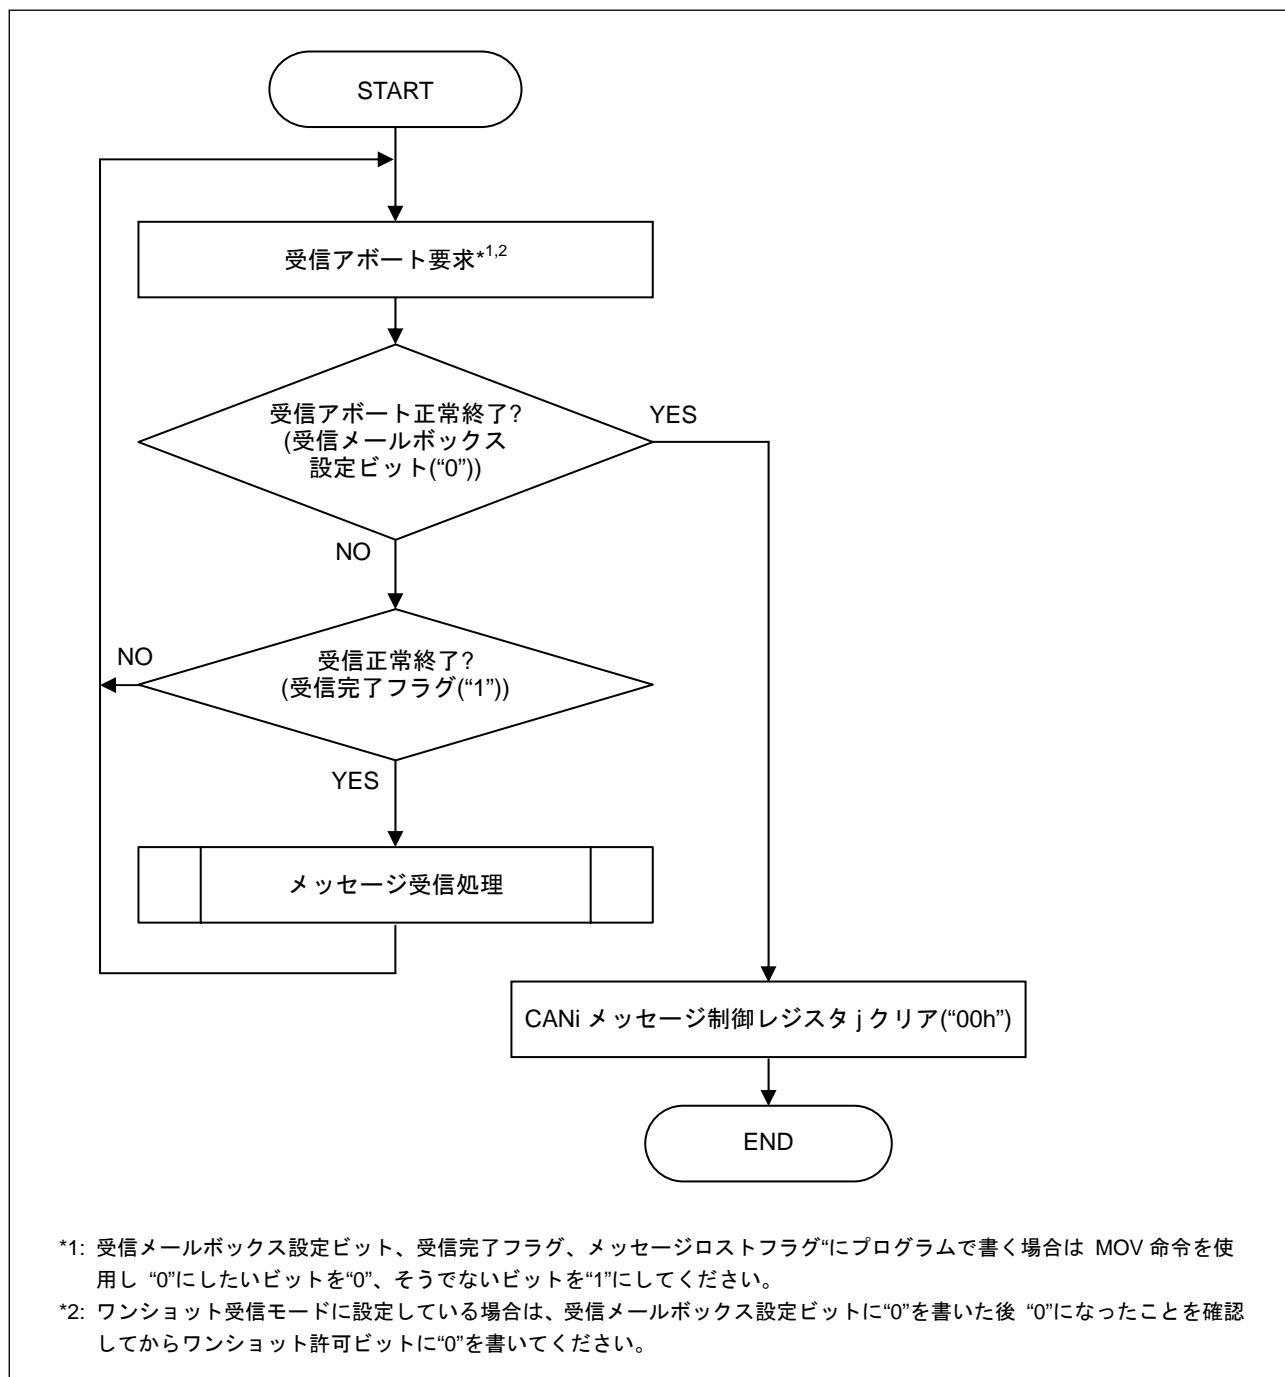 START
受信アボート要求*1,2
受信アボート正常終了?
(受信メールボックス
設定ビット(“0”))
YES
NO
受信正常終了?
(受信完了フラグ(“1”))
NO
YES
メッセージ受信処理
CANi メッセージ制御レジスタ j クリア(“00h”)
END
*1: 受信メールボックス設定ビット、受信完了フラグ、メッセージロストフラグ“にプログラムで書く場合は MOV 命令を使
用し “0”にしたいビットを“0”、そうでないビットを“1”にしてください。
*2: ワンショット受信モードに設定している場合は、受信メールボックス設定ビットに“0”を書いた後 “0”になったことを確認
してからワンショット許可ビットに“0”を書いてください。